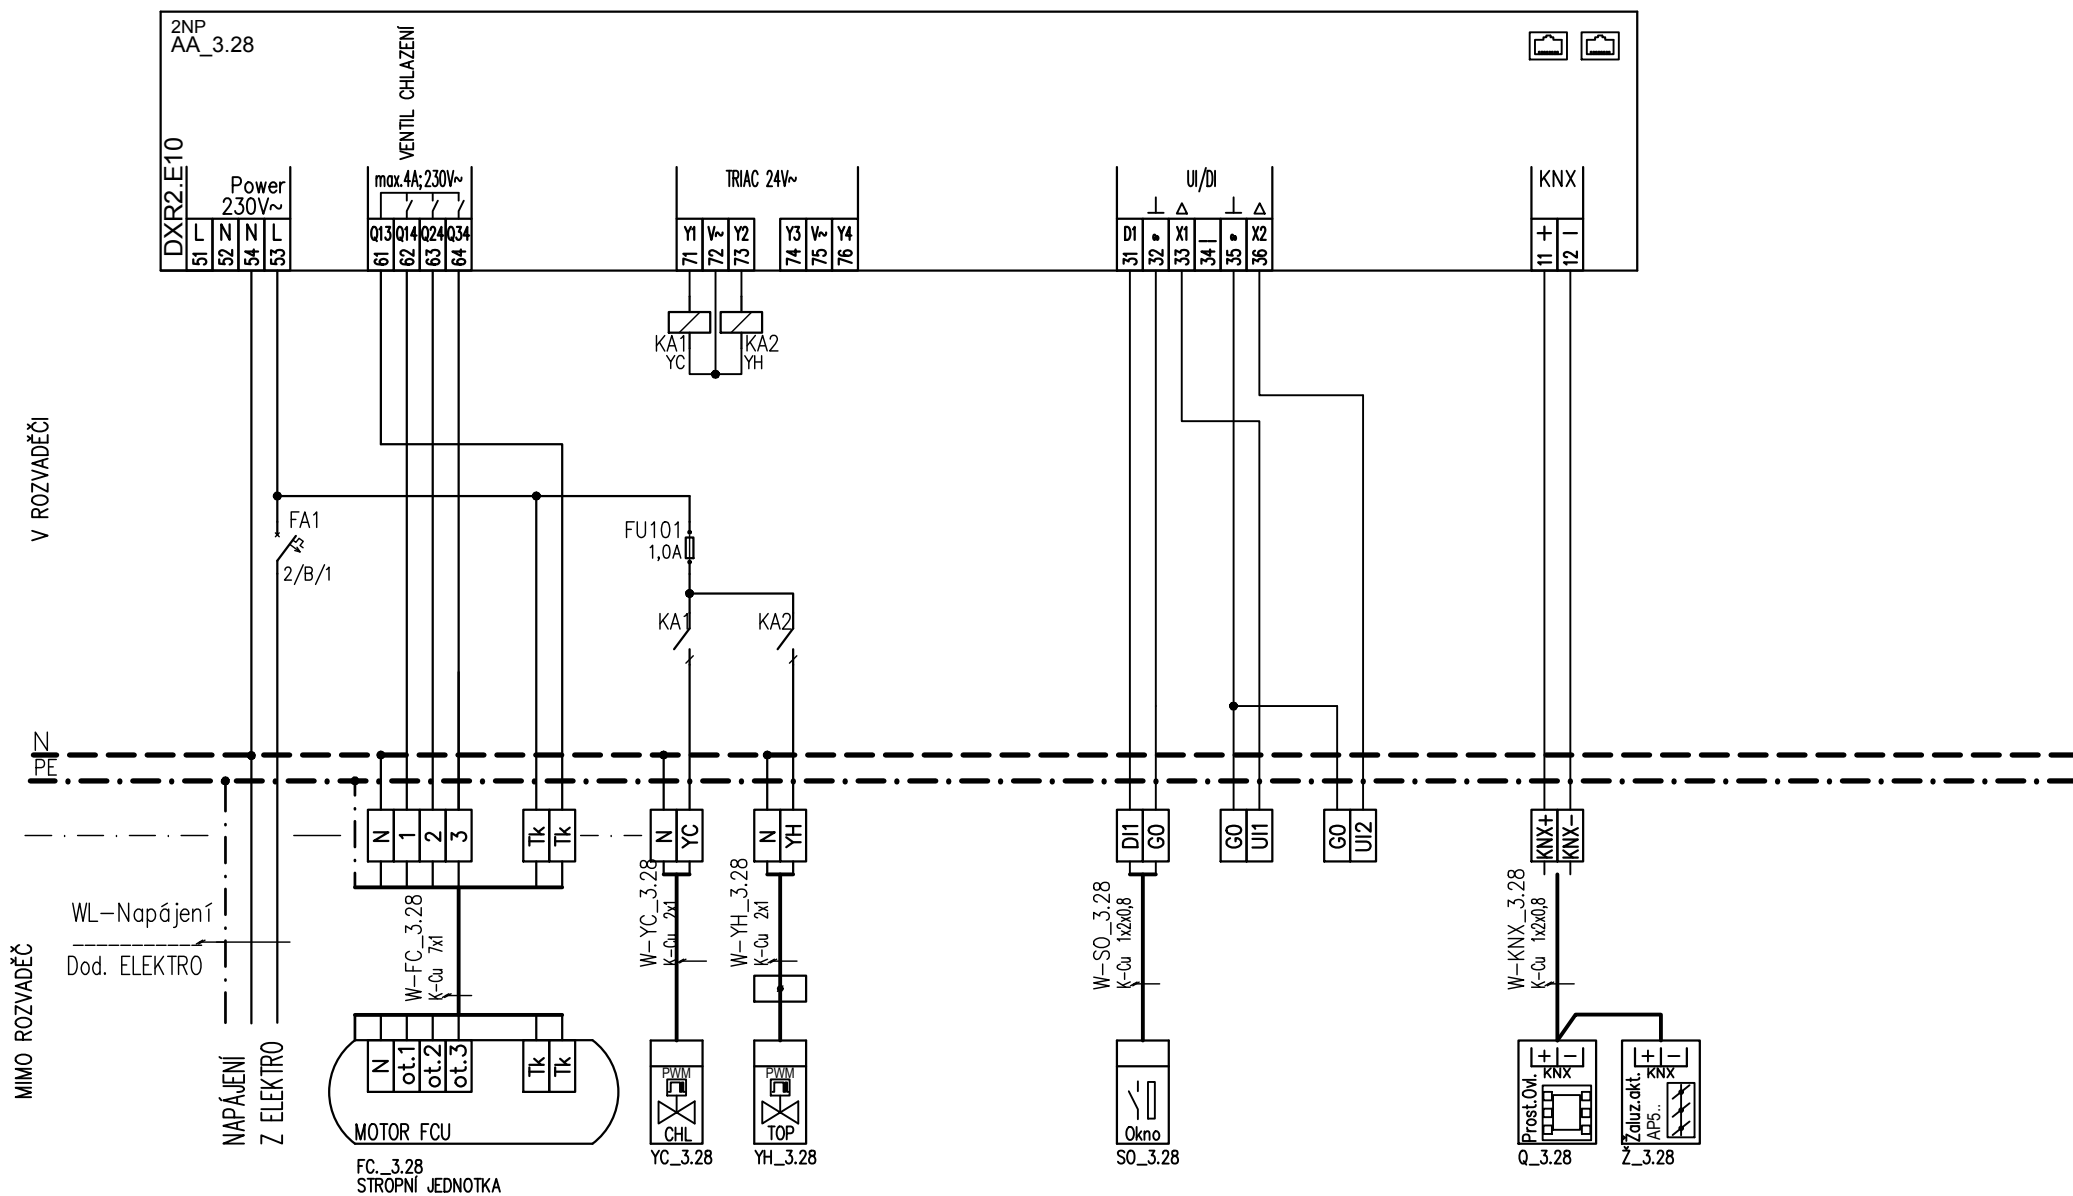 2NP
AA_3.28
DXR2.E10
VENTIL CHLAZENÍ
Power
230V~
max.4A;230V~
TRIAC 24V~
UI/DI
KNX
L N N L
51 52 54 53
Q13 Q14 Q24 Q34
61 62 63 64
Y1 V~ Y2
71 72 73
Y3 V~ Y4
74 75 76
D1 X1 X2
31 32 33 34 35 36
+ −
11 12
KA1
YC
KA2
YH
V ROZVADĚČI
FA1
2/B/1
FU101
1,0A
KA1
KA2
N
PE
N 1 2 3
Tk Tk
N YC
N YH
DI1 GO
GO UI1
GO UI2
KNX+ KNX-
WL-Napájení
Dod. ELEKTRO
W-FC_3.28
K-Cu 7x1
W-YC_3.28
K-Cu 2x1
W-YH_3.28
K-Cu 2x1
W-SO_3.28
K-Cu 1x2x0,8
W-KNX_3.28
K-Cu 1x2x0,8
MIMO ROZVADĚČ
NAPÁJENÍ
Z ELEKTRO
N ot.1 ot.2 ot.3
Tk Tk
MOTOR FCU
FC._3.28
STROPNÍ JEDNOTKA
PWM
CHL
YC_3.28
PWM
TOP
YH_3.28
Okno
SO_3.28
+ −
KNX
Prost.Ovl.
Q_3.28
+ −
KNX
Žaluz.akt.
AP5..
Ž_3.28